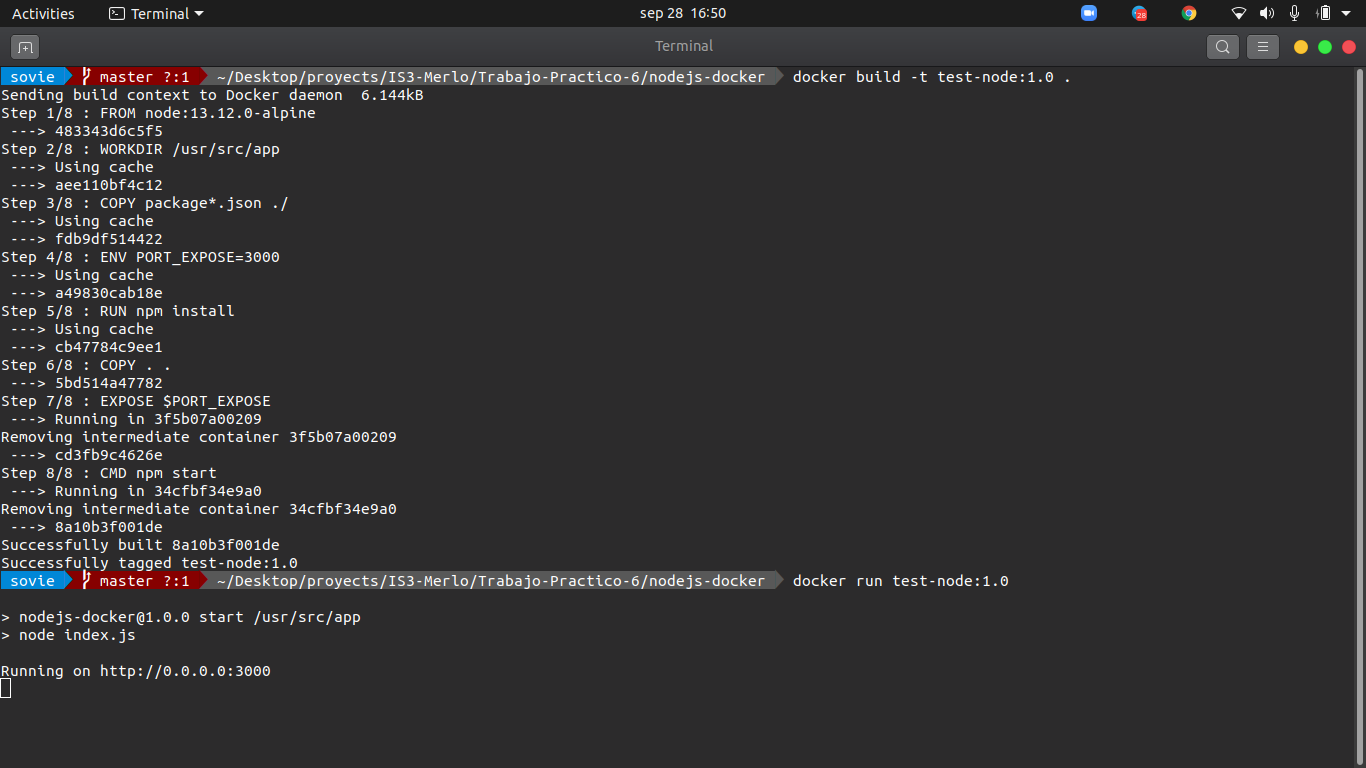 Activities Terminal sep 28 16:50 28
Terminal
sovie master ?:1 ~/Desktop/proyects/IS3-Merlo/Trabajo-Practico-6/nodejs-docker docker build -t test-node:1.0 .
Sending build context to Docker daemon 6.144kB
Step 1/8 : FROM node:13.12.0-alpine
---> 483343d6c5f5
Step 2/8 : WORKDIR /usr/src/app
---> Using cache
---> aee110bf4c12
Step 3/8 : COPY package*.json ./
---> Using cache
---> fdb9df514422
Step 4/8 : ENV PORT_EXPOSE=3000
---> Using cache
---> a49830cab18e
Step 5/8 : RUN npm install
---> Using cache
---> cb47784c9ee1
Step 6/8 : COPY . .
---> 5bd514a47782
Step 7/8 : EXPOSE $PORT_EXPOSE
---> Running in 3f5b07a00209
Removing intermediate container 3f5b07a00209
---> cd3fb9c4626e
Step 8/8 : CMD npm start
---> Running in 34cfbf34e9a0
Removing intermediate container 34cfbf34e9a0
---> 8a10b3f001de
Successfully built 8a10b3f001de
Successfully tagged test-node:1.0
sovie master ?:1 ~/Desktop/proyects/IS3-Merlo/Trabajo-Practico-6/nodejs-docker docker run test-node:1.0
> nodejs-docker@1.0.0 start /usr/src/app
> node index.js
Running on http://0.0.0.0:3000